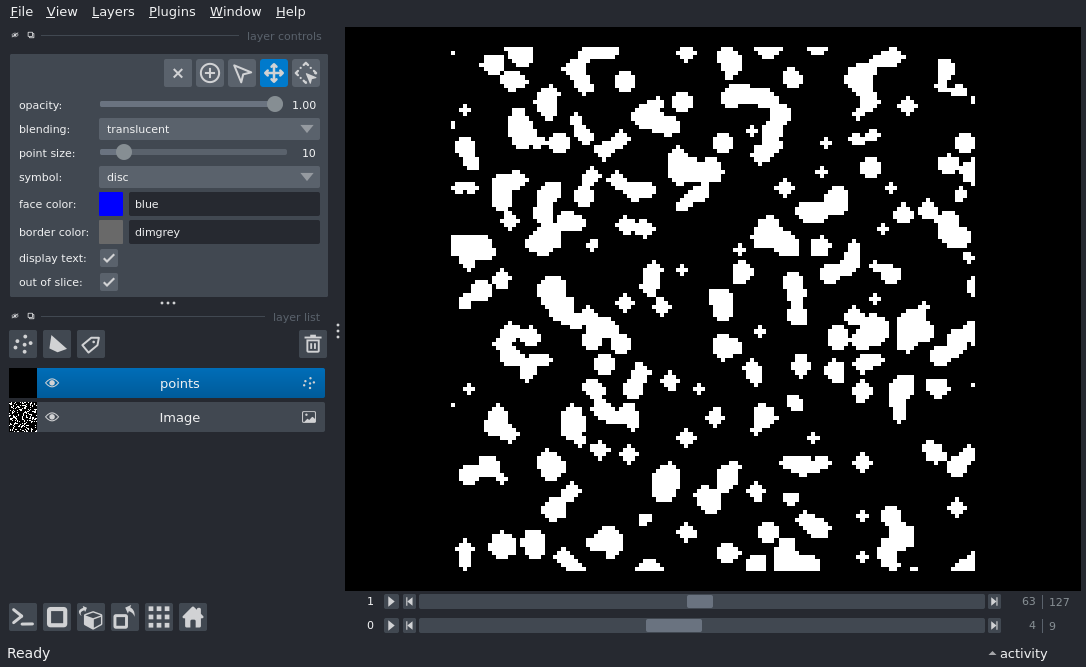 File View Layers Plugins Window Help
layer controls
opacity: 1.00
blending: translucent
point size: 10
symbol: disc
face color: blue
border color: dimgrey
display text:
out of slice:
layer list
points
Image
1 63 127
0 4 9
Ready activity